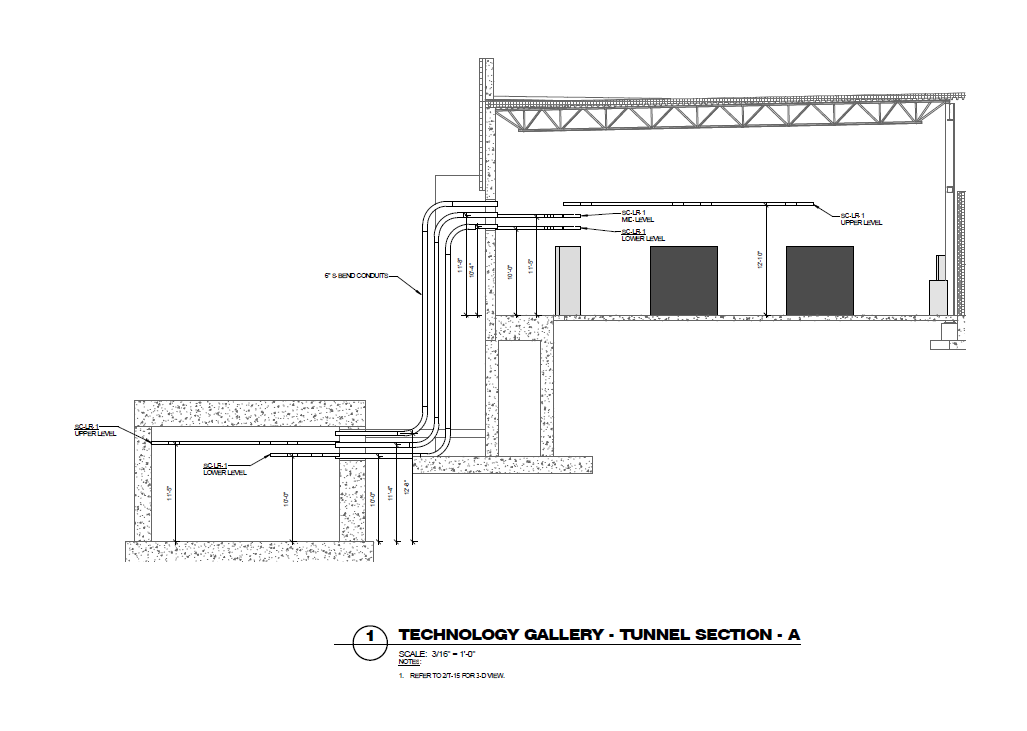 SC-LR-1
MID-LEVEL
SC-LR-1
UPPER LEVEL
SC-LR-1
LOWER LEVEL
6" S BEND CONDUITS
11'-8"
10'-4"
10'-0"
11'-5"
12'-10"
SC-LR-1
UPPER LEVEL
SC-LR-1
LOWER LEVEL
11'-5"
10'-0"
10'-0"
11'-4"
12'-8"
1
TECHNOLOGY GALLERY - TUNNEL SECTION - A
SCALE: 3/16" = 1'-0"
NOTES:
1. REFER TO 2/T-15 FOR 3-D VIEW.